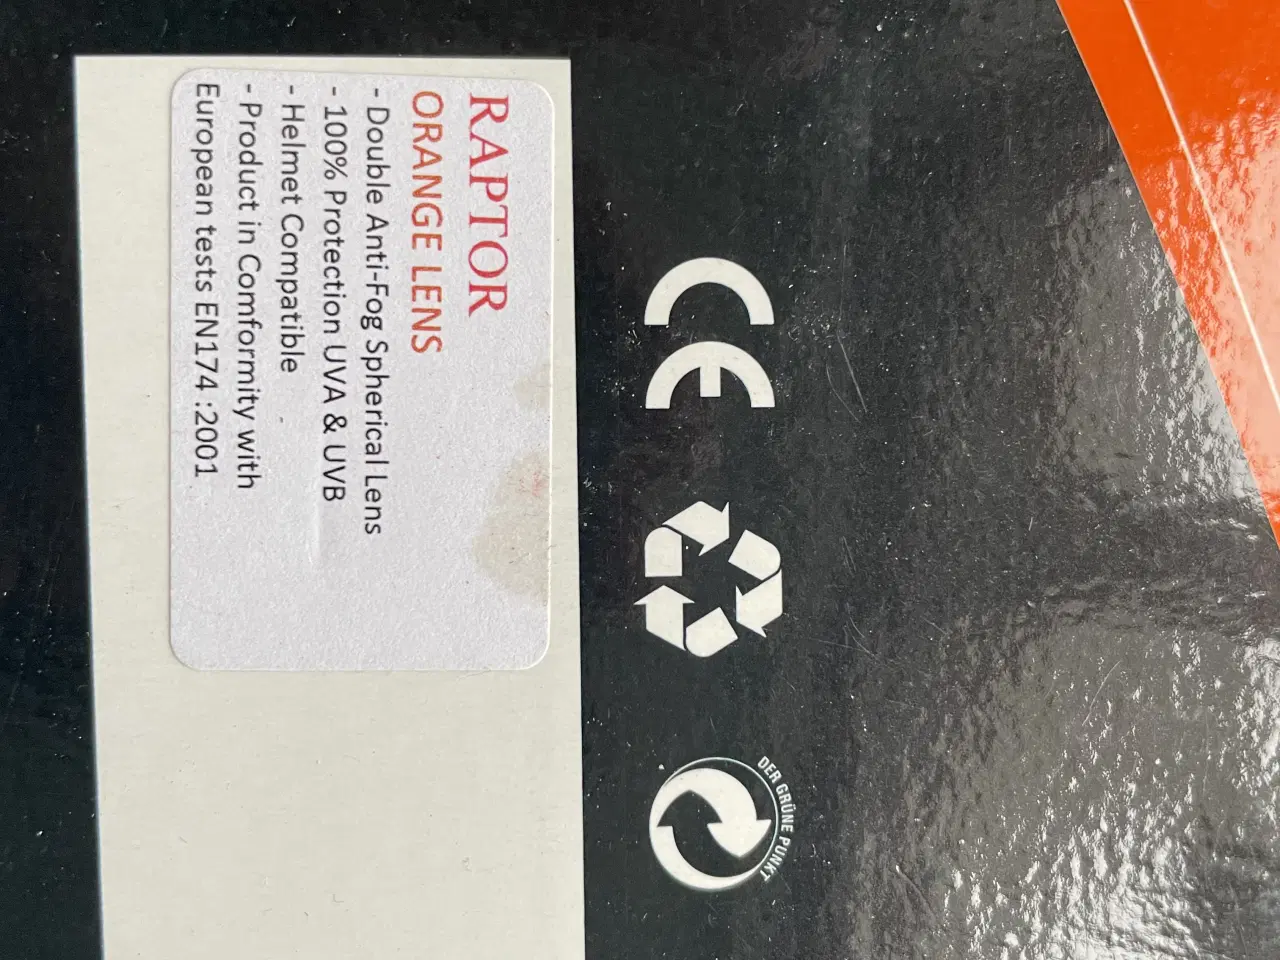 RAPTOR
ORANGE LENS
- Double Anti-Fog Spherical Lens
- 100% Protection UVA & UVB
- Helmet Compatible
- Product in Comformity with
European tests EN174 :2001
CE
DER GRÜNE PUNKT